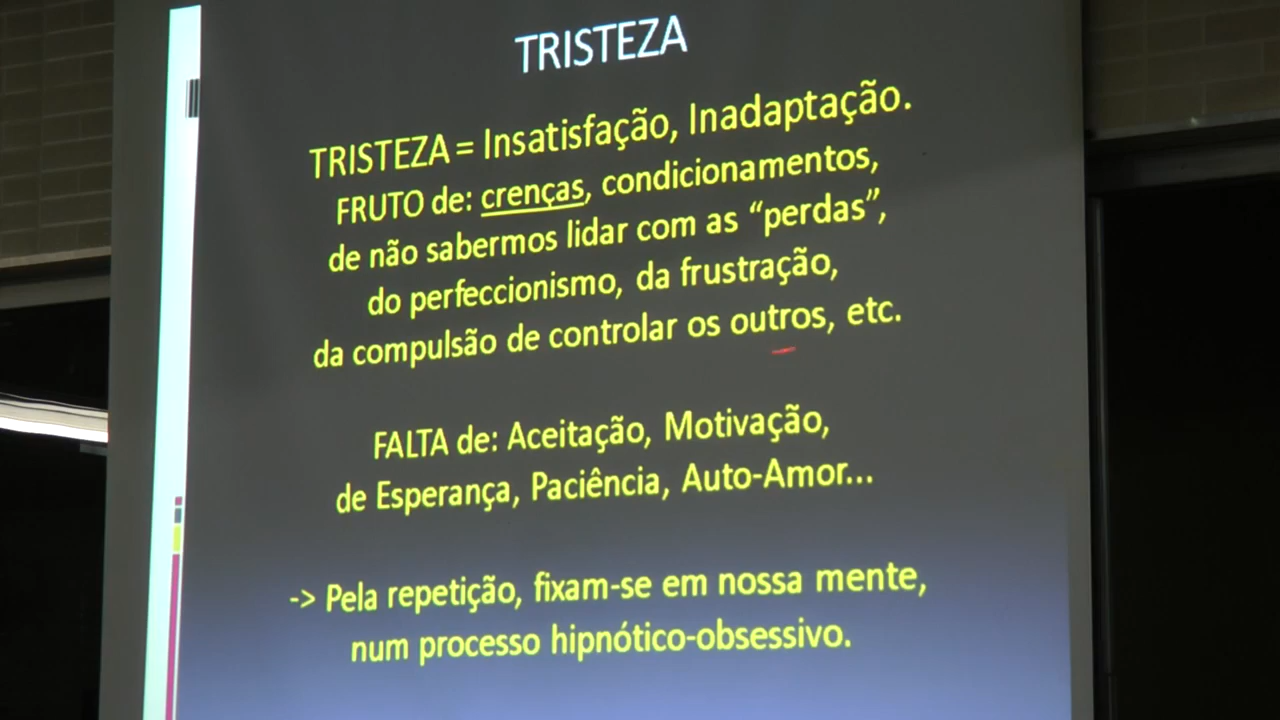 TRISTEZA
TRISTEZA = Insatisfação, Inadaptação.
FRUTO de: crenças, condicionamentos,
de não sabermos lidar com as “perdas”,
do perfeccionismo, da frustração,
da compulsão de controlar os outros, etc.
FALTA de: Aceitação, Motivação,
de Esperança, Paciência, Auto-Amor...
-> Pela repetição, fixam-se em nossa mente,
num processo hipnótico-obsessivo.